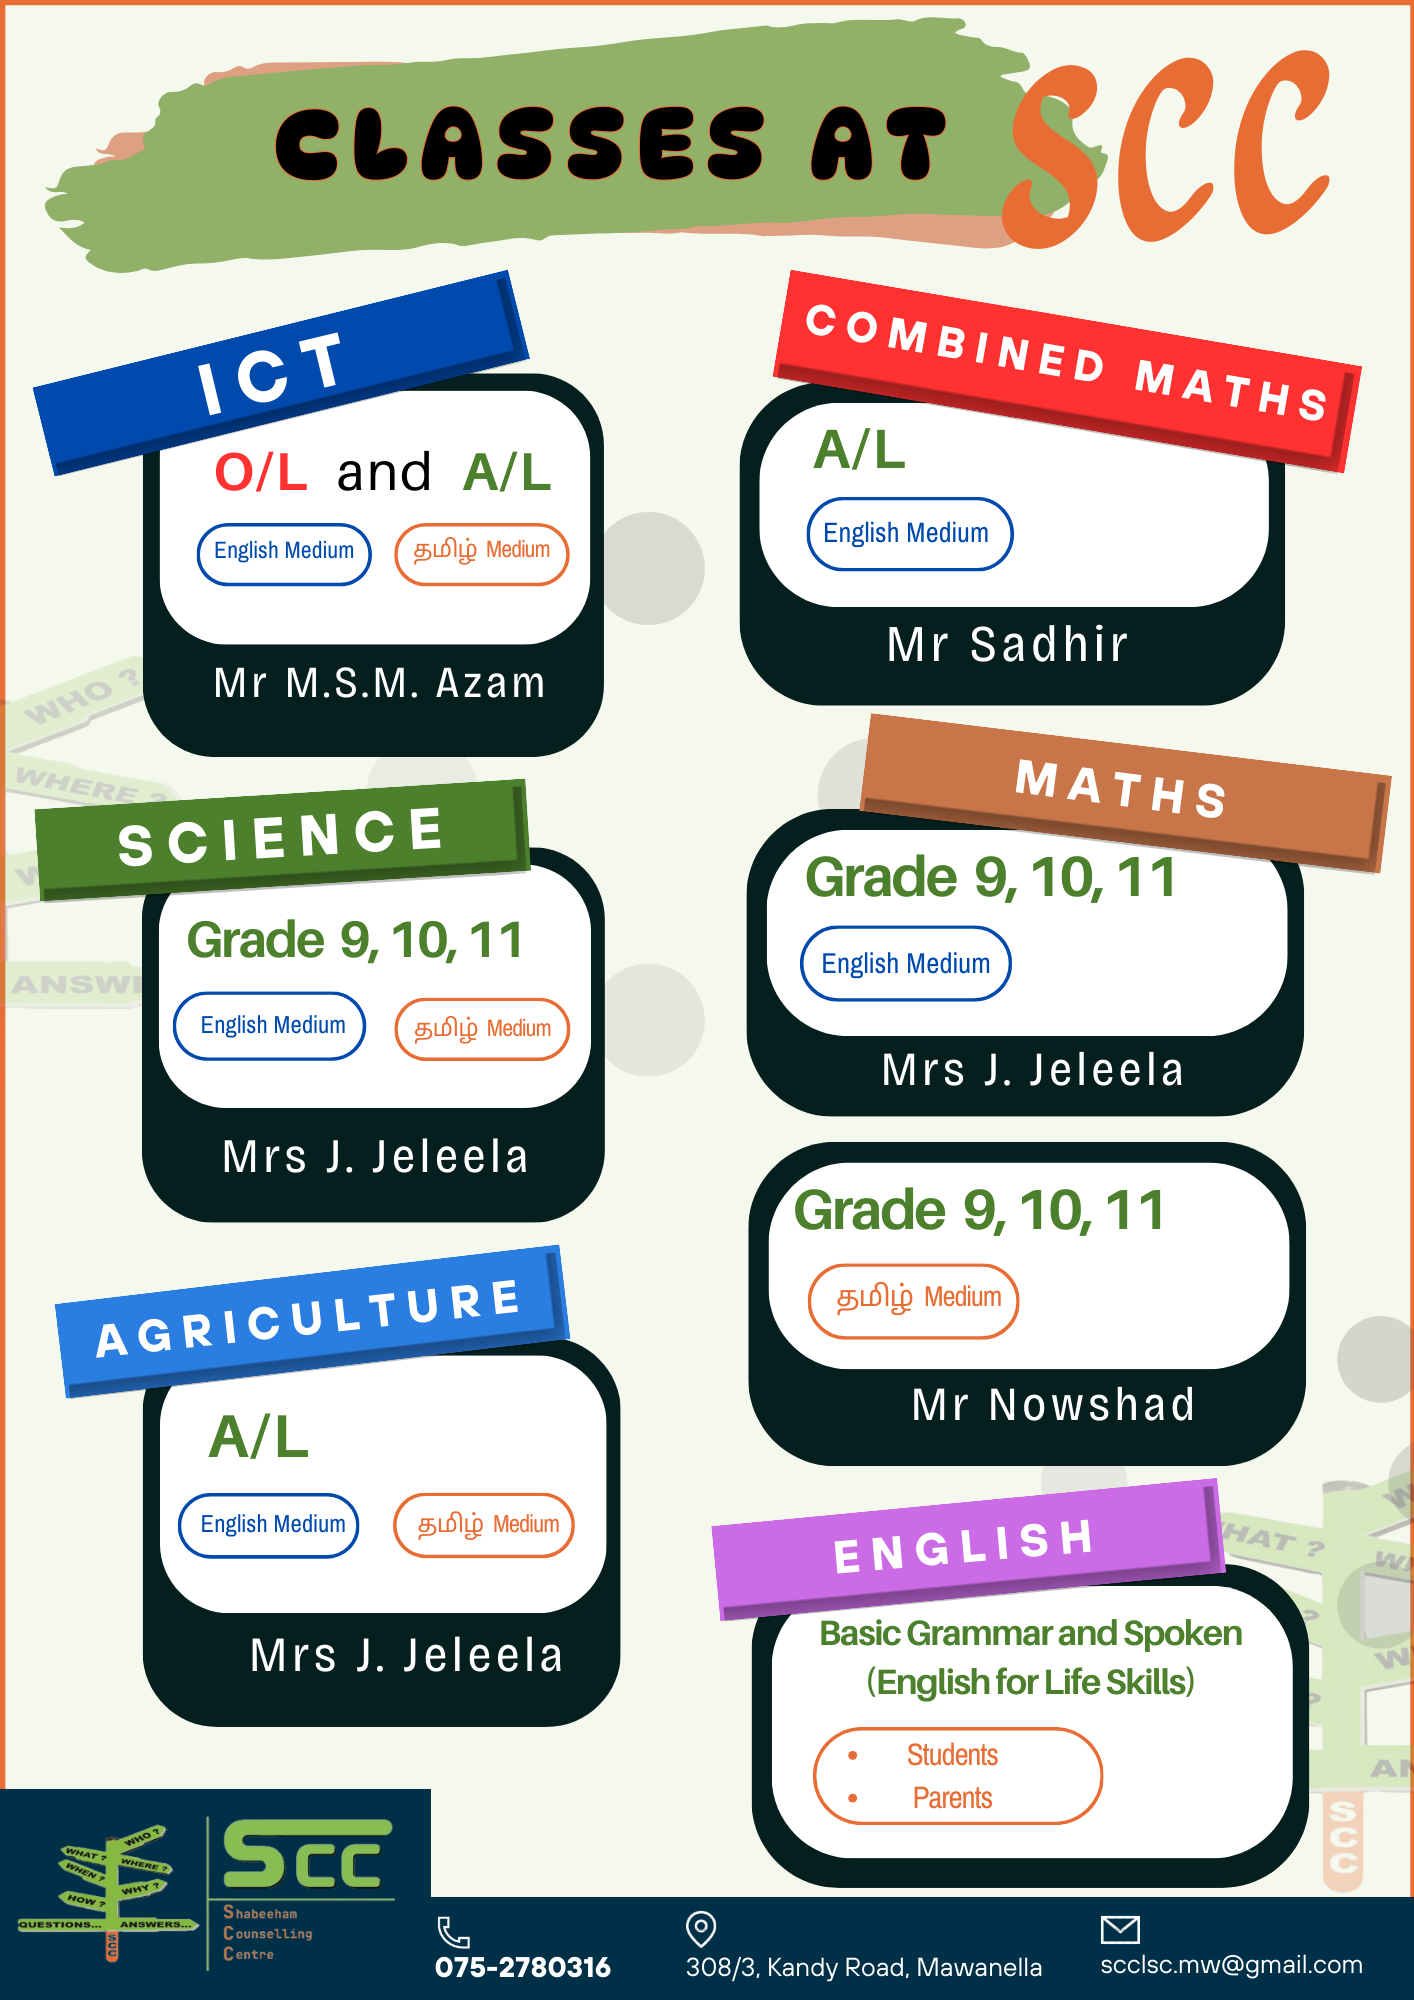 CLASSES AT SCC
ICT
O/L and A/L
English Medium
தமிழ் Medium
Mr M.S.M. Azam
COMBINED MATHS
A/L
English Medium
Mr Sadhir
SCIENCE
Grade 9, 10, 11
English Medium
தமிழ் Medium
Mrs J. Jeleela
MATHS
Grade 9, 10, 11
English Medium
Mrs J. Jeleela
Grade 9, 10, 11
தமிழ் Medium
Mr Nowshad
AGRICULTURE
A/L
English Medium
தமிழ் Medium
Mrs J. Jeleela
ENGLISH
Basic Grammar and Spoken
(English for Life Skills)
• Students
• Parents
WHO ?
WHERE ?
SCC
WHO ?
WHAT ?
WHERE ?
WHEN ?
WHY ?
HOW ?
QUESTIONS...
ANSWERS...
SCC
SCC
Shabeeham
Counselling
Centre
075-2780316
308/3, Kandy Road, Mawanella
scclsc.mw@gmail.com